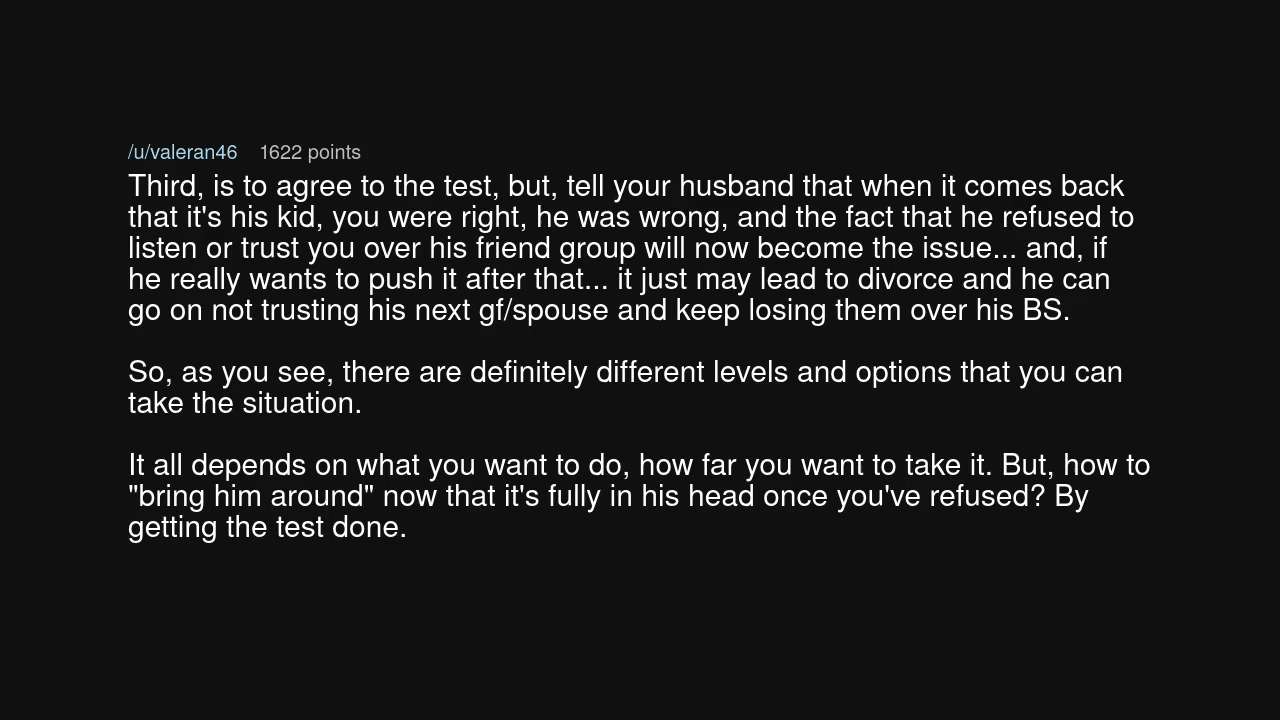 /u/valeran46 1622 points
Third, is to agree to the test, but, tell your husband that when it comes back
that it's his kid, you were right, he was wrong, and the fact that he refused to
listen or trust you over his friend group will now become the issue... and, if
he really wants to push it after that... it just may lead to divorce and he can
go on not trusting his next gf/spouse and keep losing them over his BS.
So, as you see, there are definitely different levels and options that you can
take the situation.
It all depends on what you want to do, how far you want to take it. But, how to
"bring him around" now that it's fully in his head once you've refused? By
getting the test done.